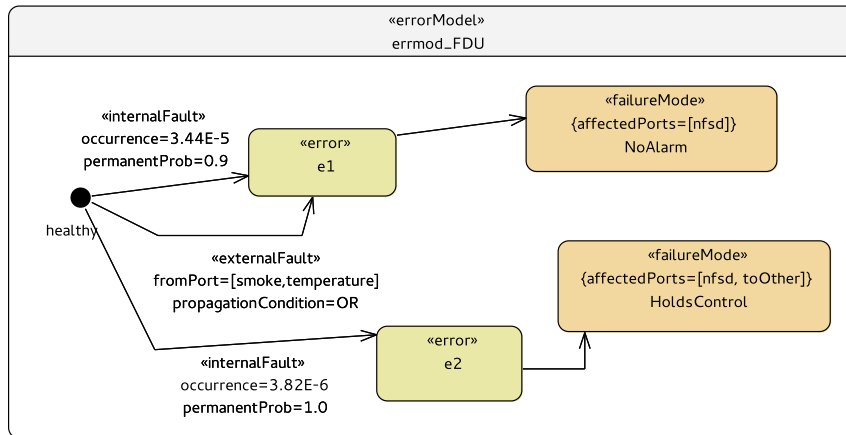 «errorModel»
errmod_FDU
«internalFault»
occurrence=3.44E-5
permanentProb=0.9
«error»
e1
«failureMode»
{affectedPorts=[nfsd]}
NoAlarm
healthy
«externalFault»
fromPort=[smoke,temperature]
propagationCondition=OR
«failureMode»
{affectedPorts=[nfsd, toOther]}
HoldsControl
«internalFault»
occurrence=3.82E-6
permanentProb=1.0
«error»
e2